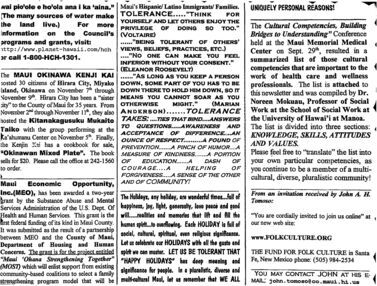 wai pio'olo e ho'ola ana i ka 'aina."
(The many sources of water make
the land live.) For more
information on the Council's
programs and grants, visit:
http://www.planet-hawaii.com/hch
or call 1-800-HCH-1301.
The MAUI OKINAWA KENJI KAI
hosted 30 citizens of Hirara City, Miyako
Island, Okinawa on November 7th through
November 9th. Hirara City has been a "sister
city" to the County of Maui for 35 years. From
November 2nd through November 11th, they also
hosted the Kitanakagusuku Mukaito
Taiko with the group performing at the
Ka'ahumanu Center on November 5th. Finally,
the Kenjin Kai has a cookbook for sale,
"Okinawan Mixed Plate". The book
sells for $20. Please call the office at 242-1560
to order.
Maui Economic Opportunity,
Inc.(MEO), has been awarded a two-year
grant by the Substance Abuse and Mental
Services Administration of the U.S. Dept. Of
Health and Human Services. This grant is the
first federal funding of its kind in Maui County.
It was submitted as the result of a partnership
between MEO and the County of Maui,
Department of Housing and Human
Concerns. The grant is for the project entitled
"Maui 'Ohana Strengthening Together
(MOST) which will entail support from existing
community-based coalitions to select a family
strengthening program model that will be
Maui's Hispanic/ Latino Immigrants/ Families.
TOLERANCE....."THINK FOR
YOURSELF AND LET OTHERS ENJOY THE
PRIVILEGE OF DOING SO TOO."
(VOLTAIRE)
....."BEING TOLERANT OF OTHERS
VIEWS, BELIEFS, PRACTICES, ETC.)
....."NO ONE CAN MAKE YOU FEEL
INFERIOR WITHOUT YOUR CONSENT."
(ELEANOR ROOSEVELT)
....."AS LONG AS YOU KEEP A PERSON
DOWN, SOME PART OF YOU HAS TO BE
DOWN THERE TO HOLD HIM DOWN, SO IT
MEANS YOU CANNOT SOAR AS YOU
OTHERWISE MIGHT." (MARIAN
ANDERSON)......TOLERANCE
TAKES:...TIES THAT BIND....ANSWERS
TO QUESTIONS....AWARENESS AND
ACCEPTANCE OF DIFFERENCE...AN
OUNCE OF RESPECT.........A POUND OF
PREVENTION......A PINCH OF HUMOR...A
MEASURE OF KINDNESS....A PORTION
OF EDUCATION.....A DASH OF
COURAGE........A HELPING OF
FORGIVENESS....A SENSE OF THE OTHER
AND OF COMMUNITY!
The Holidays, any holiday, are wonderful times....full of
happiness, joy, light, generosity, love peace and good
will.....realities and memories that lift and fill the
human spirit...to overflowing. Each HOLIDAY is full of
social, cultural, spiritual, even religious significance.
Let us celebrate our HOLIDAYS with all the gusto and
spirit we can muster. LET US BE TOLERANT THAT
"HAPPY HOLIDAYS" has deep meaning and
significance for people. In a pluralistic, diverse and
multi-cultural Maui, let us remember that WE ALL
UNIQUELY PERSONAL REASONS!
The Cultural Competencies, Building
Bridges to Understanding" Conference
held at the Maui Memorial Medical
Center on Sept. 29th, resulted in a
summarized list of those cultural
competencies that are important to the
work of health care and wellness
professionals. The list is attached to
this newsletter and was compiled by Dr.
Noreen Mokuau, Professor of Social
Work at the School of Social Work at
the University of Hawai'i at Manoa.
The list is divided into three sections:
KNOWLEDGE, SKILLS, ATTITUDES
AND VALUES.
Please feel free to "translate" the list into
your own particular competencies, as
you continue to be a member of a multi-
cultural, diverse, pluralistic community!
From an invitation received by John A. H.
Tomoso:
"You are cordially invited to join us online" at
our new web site:
WWW.FOLKCULTURE.ORG
THE FUND FOR FOLK CULTURE is Santa
Fe, New Mexico phone: (505) 984-2534
YOU MAY CONTACT JOHN AT HIS E-
MAIL: john.tomoso@co.maui.hi.us